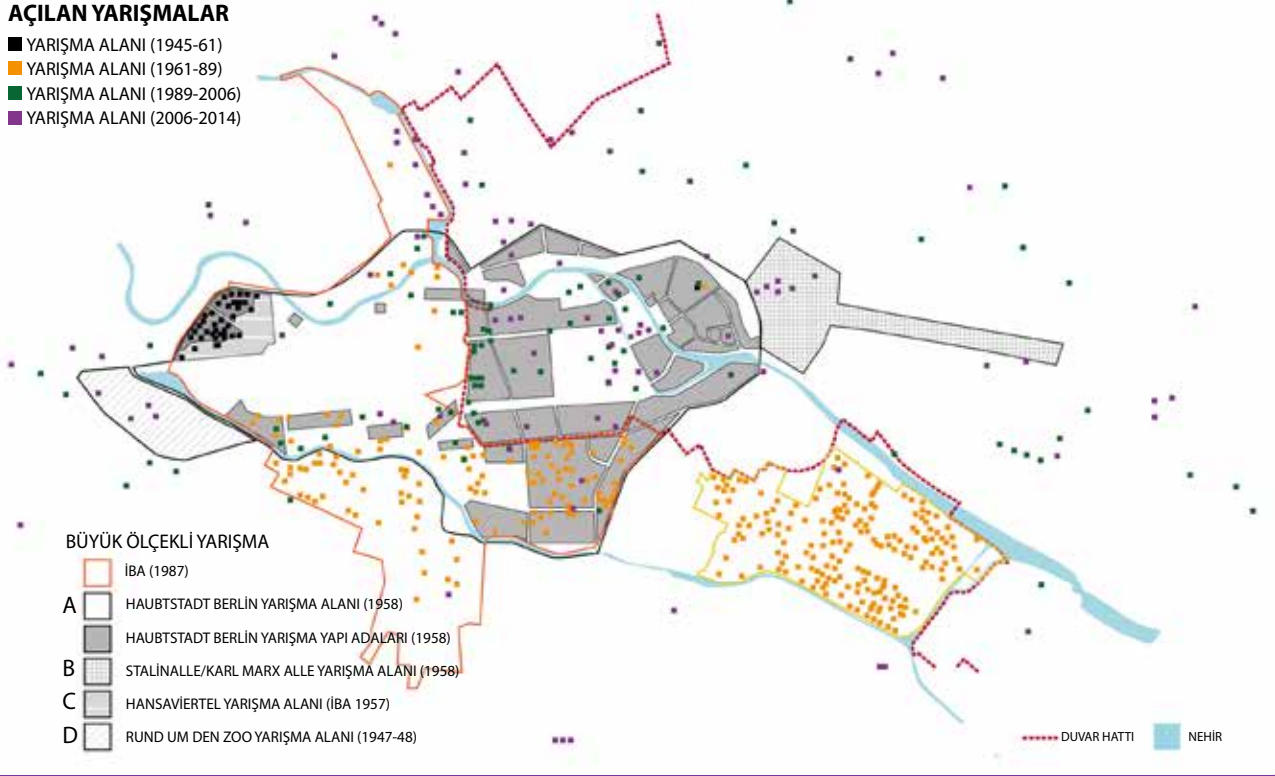 AÇILAN YARIŞMALAR
YARIŞMA ALANI (1945-61)
YARIŞMA ALANI (1961-89)
YARIŞMA ALANI (1989-2006)
YARIŞMA ALANI (2006-2014)
BÜYÜK ÖLÇEKLİ YARIŞMA
İBA (1987)
A HAUBTSTADT BERLİN YARIŞMA ALANI (1958)
HAUBTSTADT BERLİN YARIŞMA YAPI ADALARI (1958)
B STALİNALLE/KARL MARX ALLE YARIŞMA ALANI (1958)
C HANSAVİERTEL YARIŞMA ALANI (İBA 1957)
D RUND UM DEN ZOO YARIŞMA ALANI (1947-48)
DUVAR HATTI
NEHİR